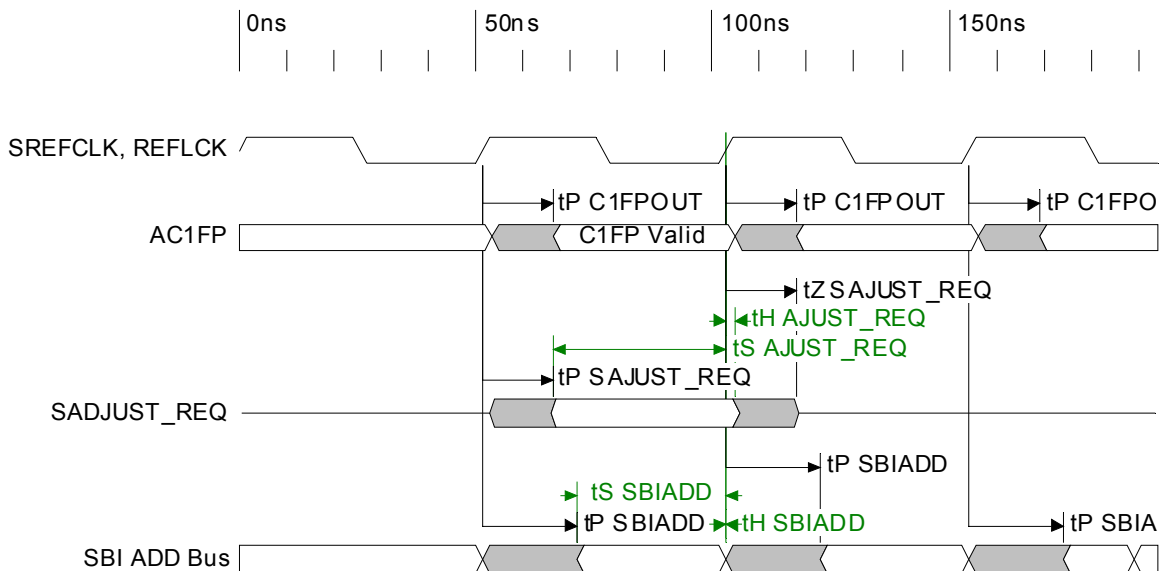 0ns 50ns 100ns 150ns
SREFCLK, REFLCK
tP C1FPOUT tP C1FPOUT tP C1FPO
AC1FP C1FP Valid
tZ SAJUST_REQ
tH AJUST_REQ
tS AJUST_REQ
tP SAJUST_REQ
SADJUST_REQ
tP SBIADD
tS SBIADD
tP SBIADD tH SBIADD tP SBIA
SBI ADD Bus